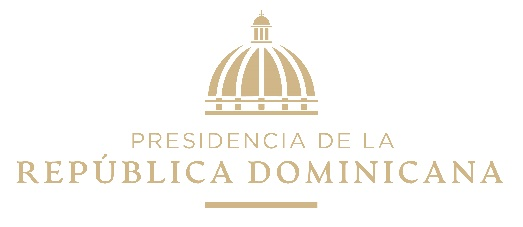 PRESIDENCIA DE LA
REPÚBLICA DOMINICANA